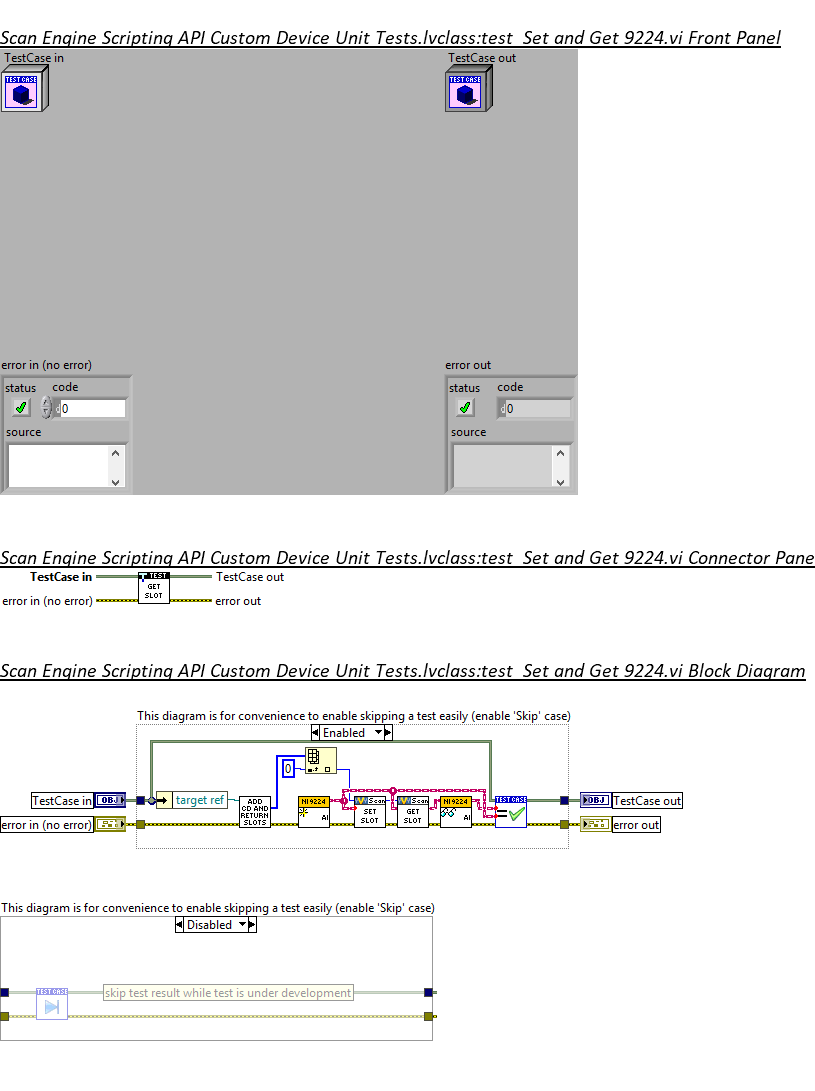 Scan Engine Scripting API Custom Device Unit Tests.lvclass:test Set and Get 9224.vi Front Panel
TestCase in
TestCase out
TEST CASE
TEST CASE
error in (no error)
error out
status code
status code
d0
d0
source
source
Scan Engine Scripting API Custom Device Unit Tests.lvclass:test Set and Get 9224.vi Connector Pane
TestCase in
TEST
GET
SLOT
TestCase out
error in (no error)
error out
Scan Engine Scripting API Custom Device Unit Tests.lvclass:test Set and Get 9224.vi Block Diagram
This diagram is for convenience to enable skipping a test easily (enable 'Skip' case)
Enabled
0
TestCase in
OBJ
target ref
ADD
CD AND
RETURN
SLOTS
NI 9224
AI
Scan
SET
SLOT
Scan
GET
SLOT
NI 9224
AI
TEST CASE
OBJ
TestCase out
error in (no error)
error out
This diagram is for convenience to enable skipping a test easily (enable 'Skip' case)
Disabled
TEST CASE
skip test result while test is under development